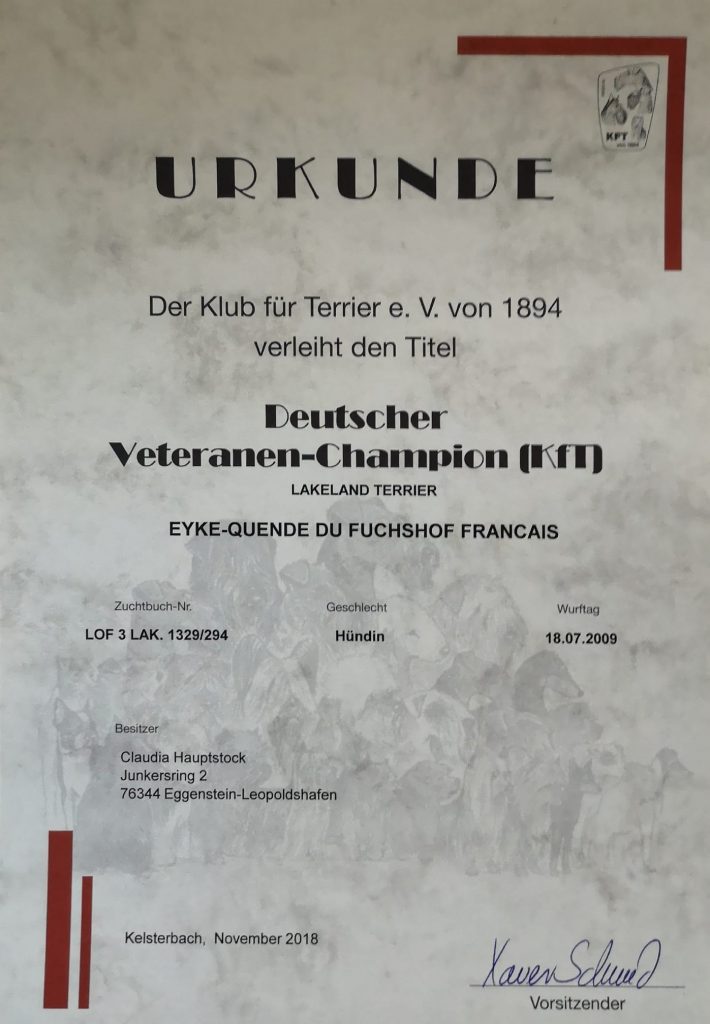 KFT
von 1894
URKUNDE
Der Klub für Terrier e. V. von 1894
verleiht den Titel
Deutscher
Veteranen-Champion (KfT)
LAKELAND TERRIER
EYKE-QUENDE DU FUCHSHOF FRANCAIS
Zuchtbuch-Nr. Geschlecht Wurftag
LOF 3 LAK. 1329/294 Hündin 18.07.2009
Besitzer
Claudia Hauptstock
Junkersring 2
76344 Eggenstein-Leopoldshafen
Kelsterbach, November 2018
Xaver Schmid
Vorsitzender